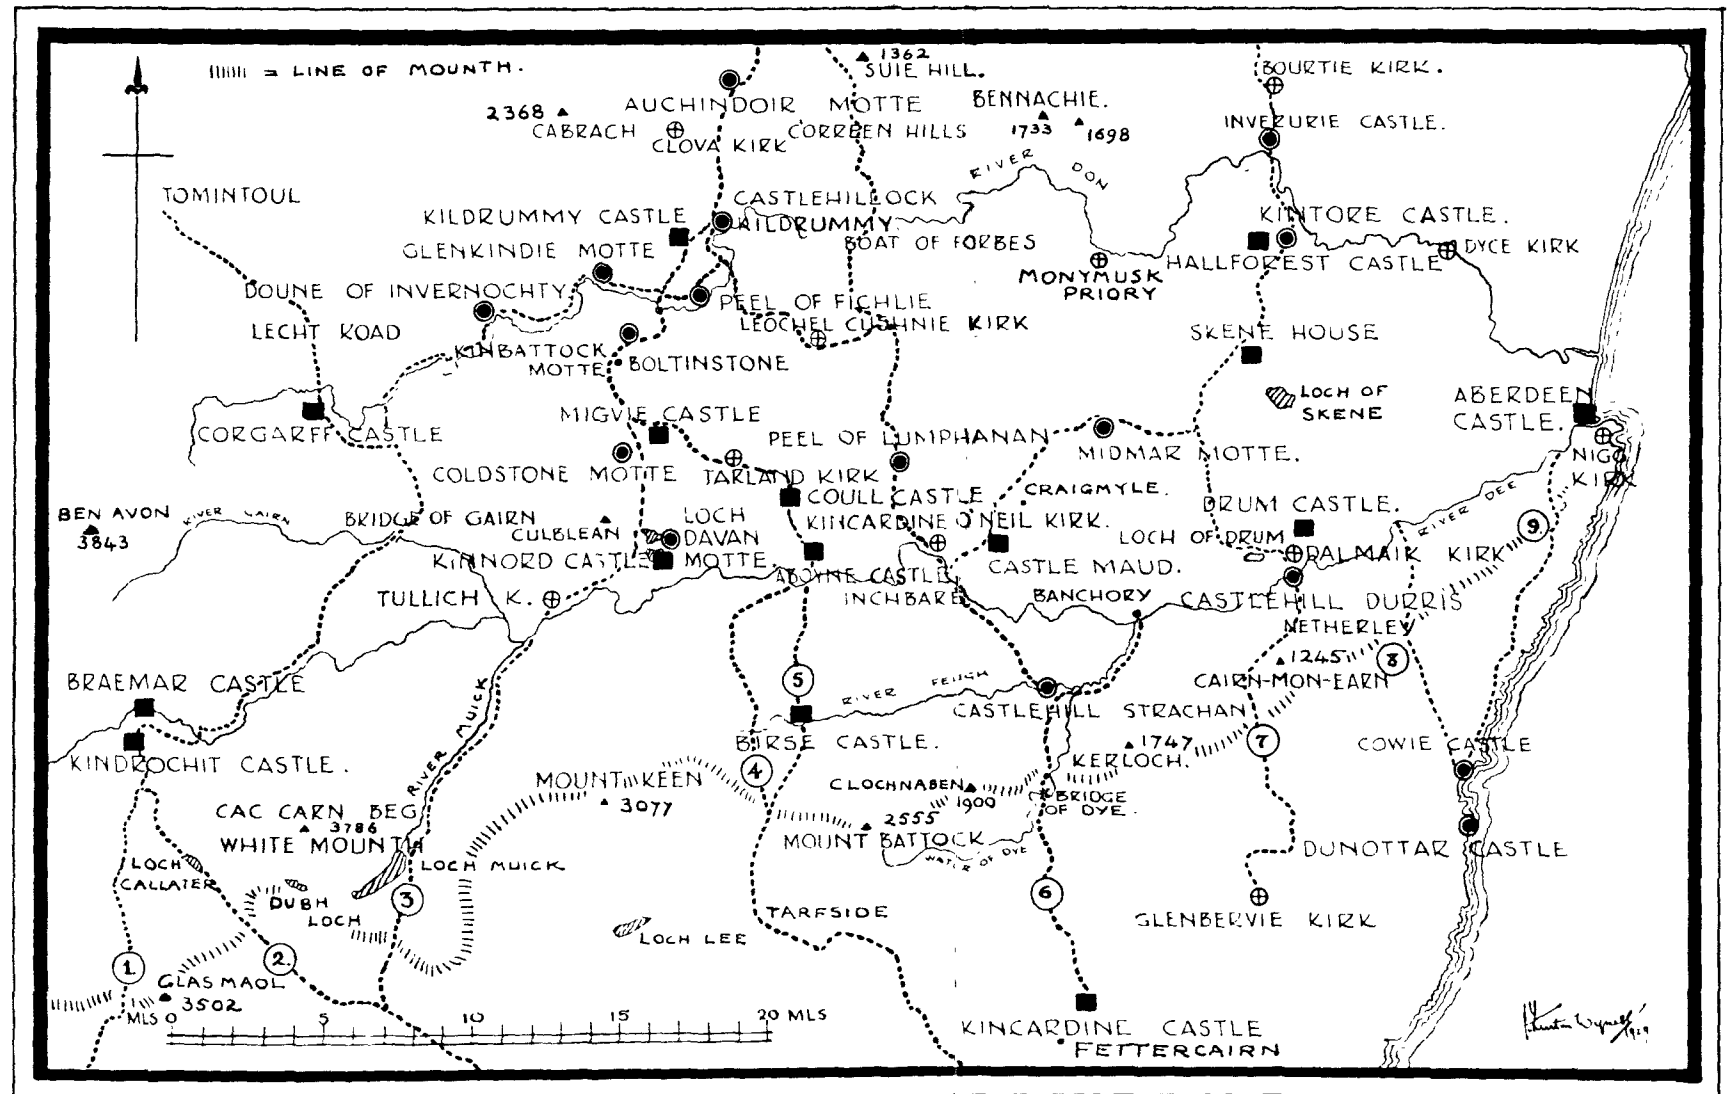 = LINE OF MOUNTH.
1362
SUIE HILL.
BOURTIE KIRK.
2368
CABRACH
AUCHINDOIR MOTTE
CLOVA KIRK
CORREEN HILLS
BENNACHIE.
1733
1698
INVERURIE CASTLE.
RIVER DON
TOMINTOUL
CASTLEHILLOCK
KILDRUMMY
KILDRUMMY CASTLE
GLENKINDIE MOTTE
BOAT OF FORBES
KINTORE CASTLE.
DYCE KIRK
HALLFOREST CASTLE
MONYMUSK
PRIORY
DOUNE OF INVERNOCHTY
PEEL OF FICHLIE
LEOCHEL CUSHNIE KIRK
LECHT ROAD
SKENE HOUSE
KINBATTOCK
MOTTE
BOLTINSTONE
LOCH OF
SKENE
ABERDEEN
CASTLE.
MIGVIE CASTLE
CORGARFF CASTLE
PEEL OF LUMPHANAN
MIDMAR MOTTE.
NIGG
KIRK
COLDSTONE MOTTE
TARLAND KIRK
COULL CASTLE
CRAIGMYLE.
DRUM CASTLE.
RIVER DEE
9
BEN AVON
3843
RIVER GAIRN
BRIDGE OF GAIRN
CULBLEAN
LOCH
DAVAN
MOTTE.
KINCARDINE O'NEIL KIRK.
LOCH OF DRUM
DALMAIK KIRK
KINNORD CASTLE
ABOYNE CASTLE
INCHBARE
CASTLE MAUD.
TULLICH K.
BANCHORY
CASTLEHILL DURRIS
NETHERLEY
8
1245
CAIRN-MON-EARN
BRAEMAR CASTLE
RIVER MUICK
5
RIVER FEUGH
CASTLEHILL STRACHAN
7
BIRSE CASTLE.
1747
KERLOCH.
COWIE CASTLE
KINDROCHIT CASTLE.
MOUNT KEEN
3077
4
CLOCHNABEN
1900
BRIDGE
OF DYE.
CAC CARN BEG
3786
WHITE MOUNTH
2555
MOUNT BATTOCK
WATER OF DYE
DUNOTTAR CASTLE
LOCH
CALLATER
LOCH MUICK
DUBH
LOCH
3
6
TARFSIDE
GLENBERVIE KIRK
LOCH LEE
1.
2.
GLAS MAOL
3502
MLS 0 5 10 15 20 MLS
KINCARDINE CASTLE
FETTERCAIRN